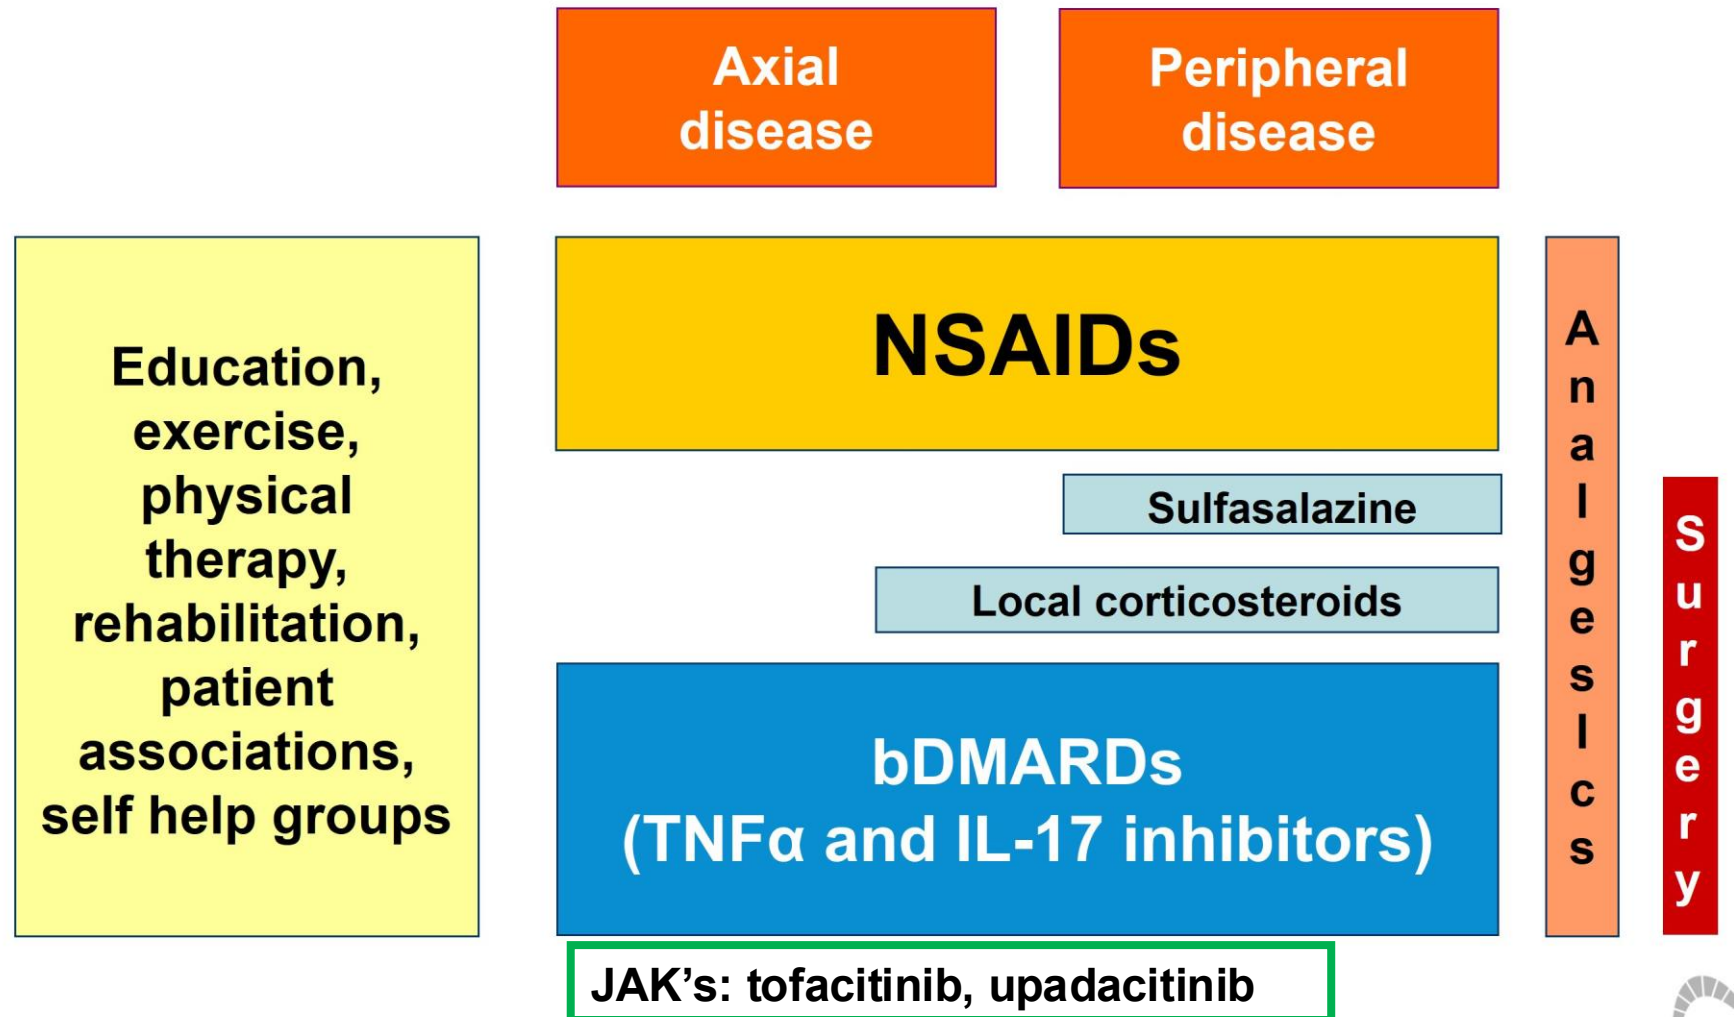 Axial
disease
Peripheral
disease
Education,
exercise,
physical
therapy,
rehabilitation,
patient
associations,
self help groups
NSAIDs
Sulfasalazine
Local corticosteroids
bDMARDs
(TNFα and IL-17 inhibitors)
JAK’s: tofacitinib, upadacitinib
A
n
a
l
g
e
s
I
c
s
S
u
r
g
e
r
y